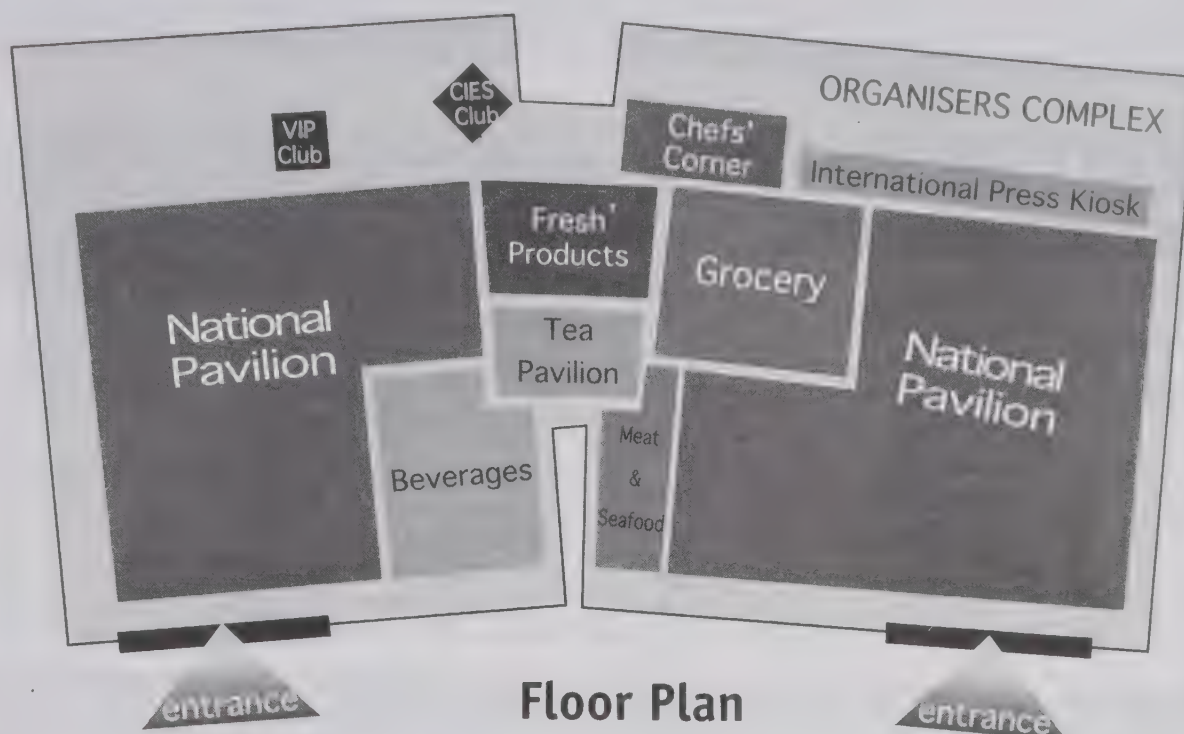 CIES
Club
VIP
Club
Chefs'
Corner
ORGANISERS COMPLEX
International Press Kiosk
National
Pavilion
Fresh'
Products
Grocery
Tea
Pavilion
National
Pavilion
Beverages
Meat
&
Seafood
entrance
Floor Plan
entrance